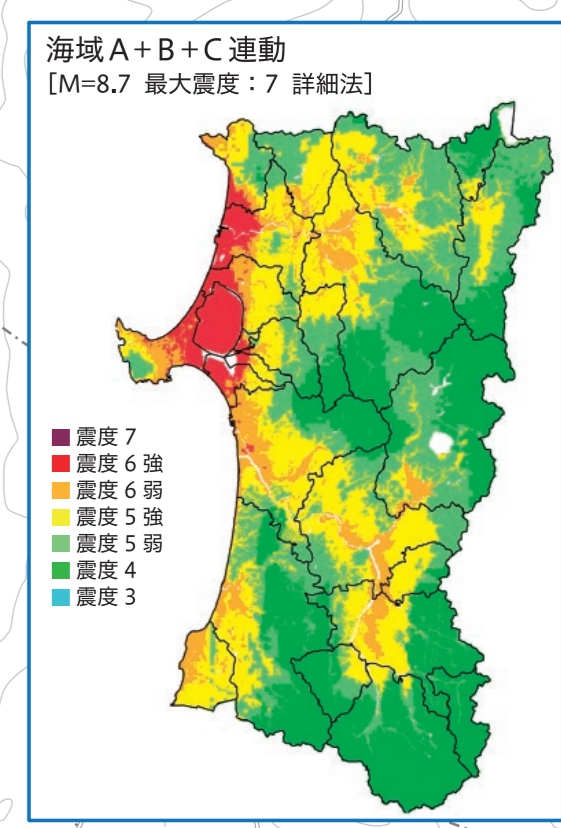 海域A+B+C連動
[M=8.7 最大震度:7 詳細法]
震度7
震度6強
震度6弱
震度5強
震度5弱
震度4
震度3